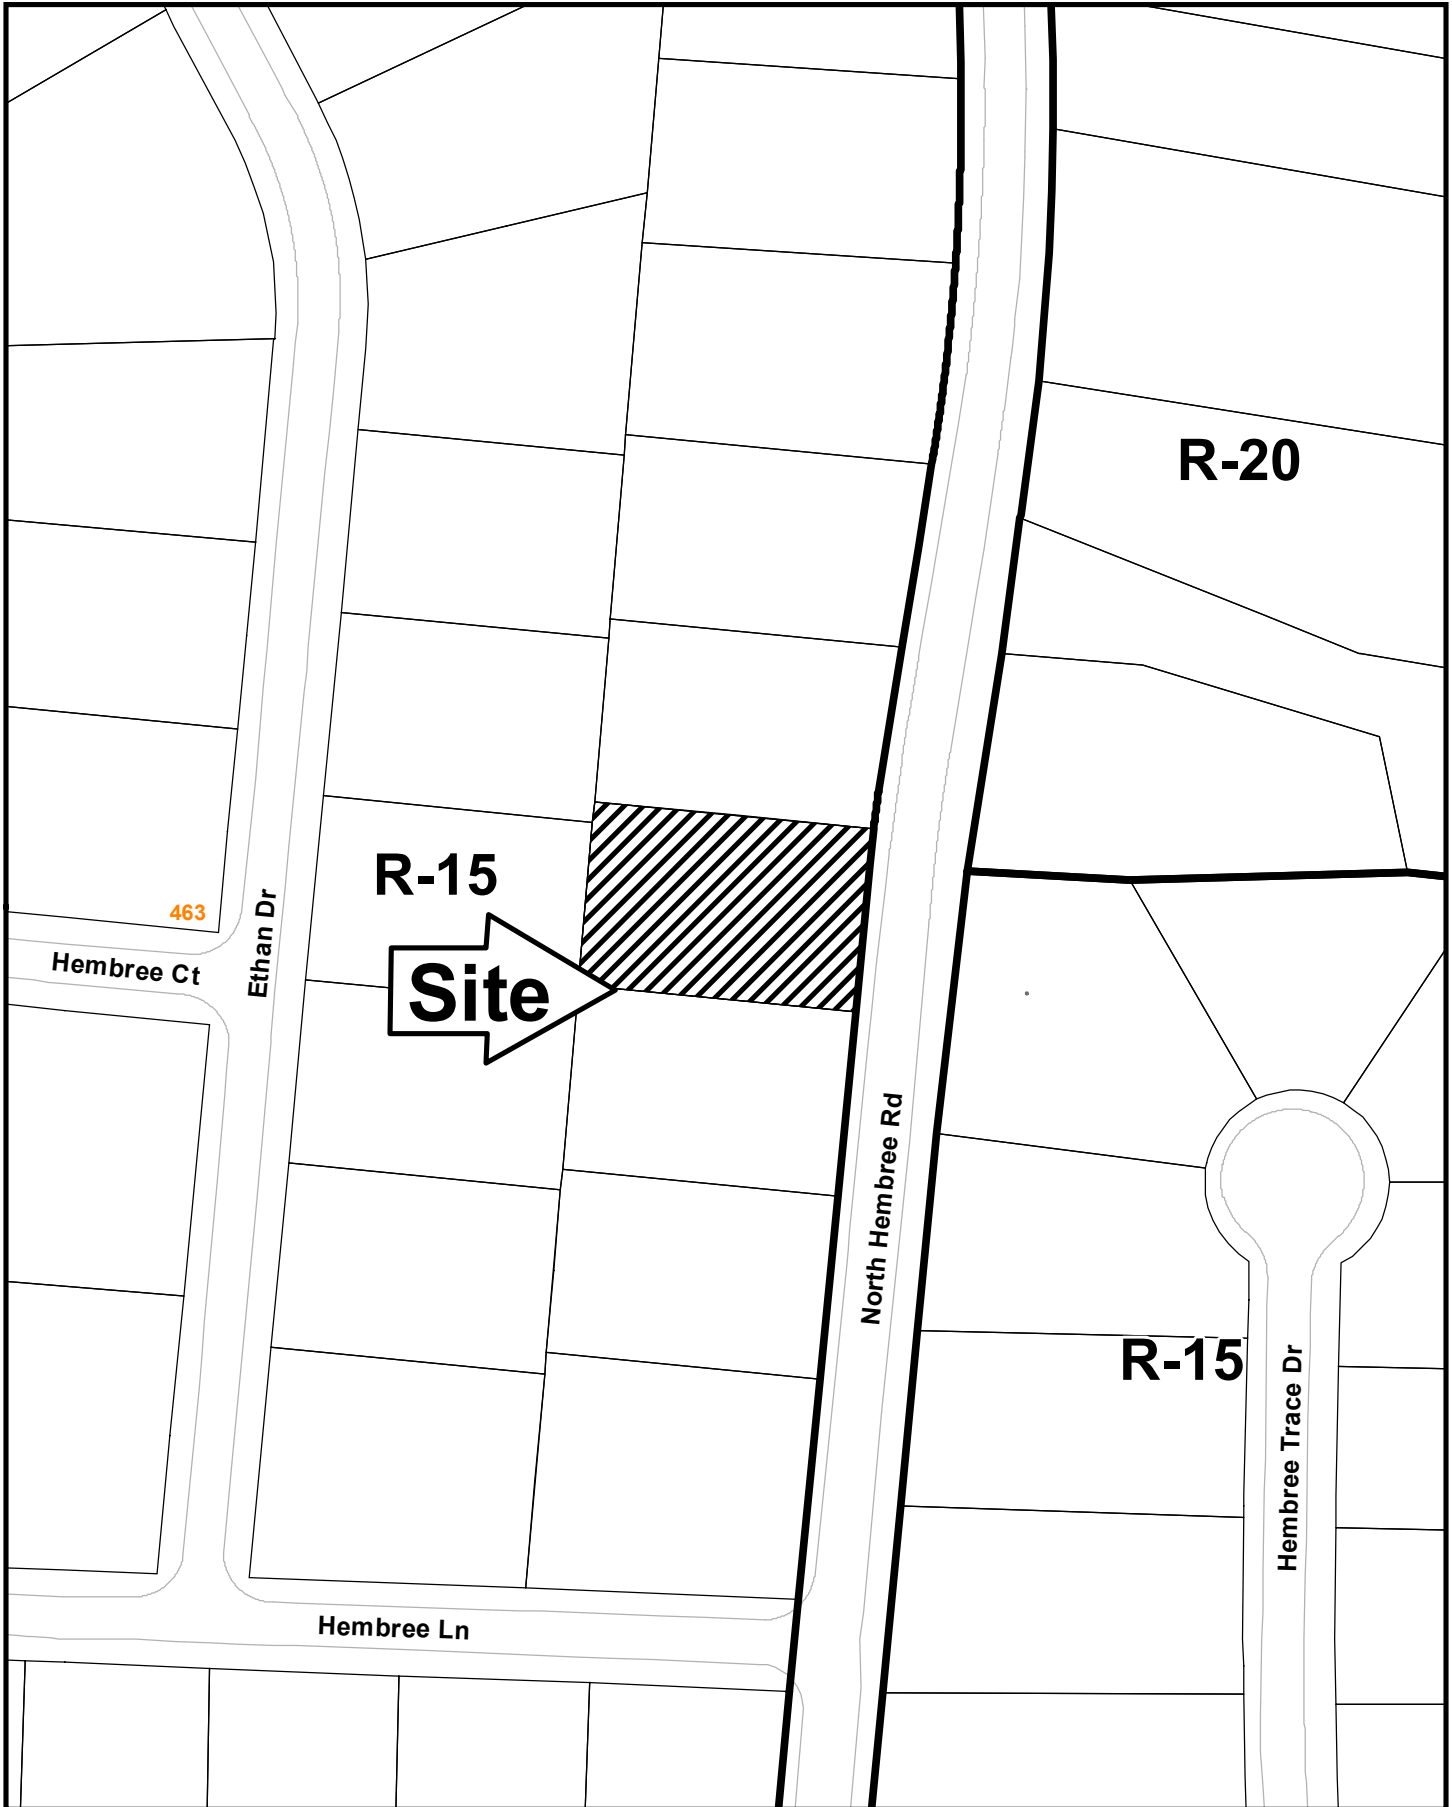 R-20
R-15
463
Ethan Dr
Hembree Ct
Site
North Hembree Rd
R-15
Hembree Trace Dr
Hembree Ln